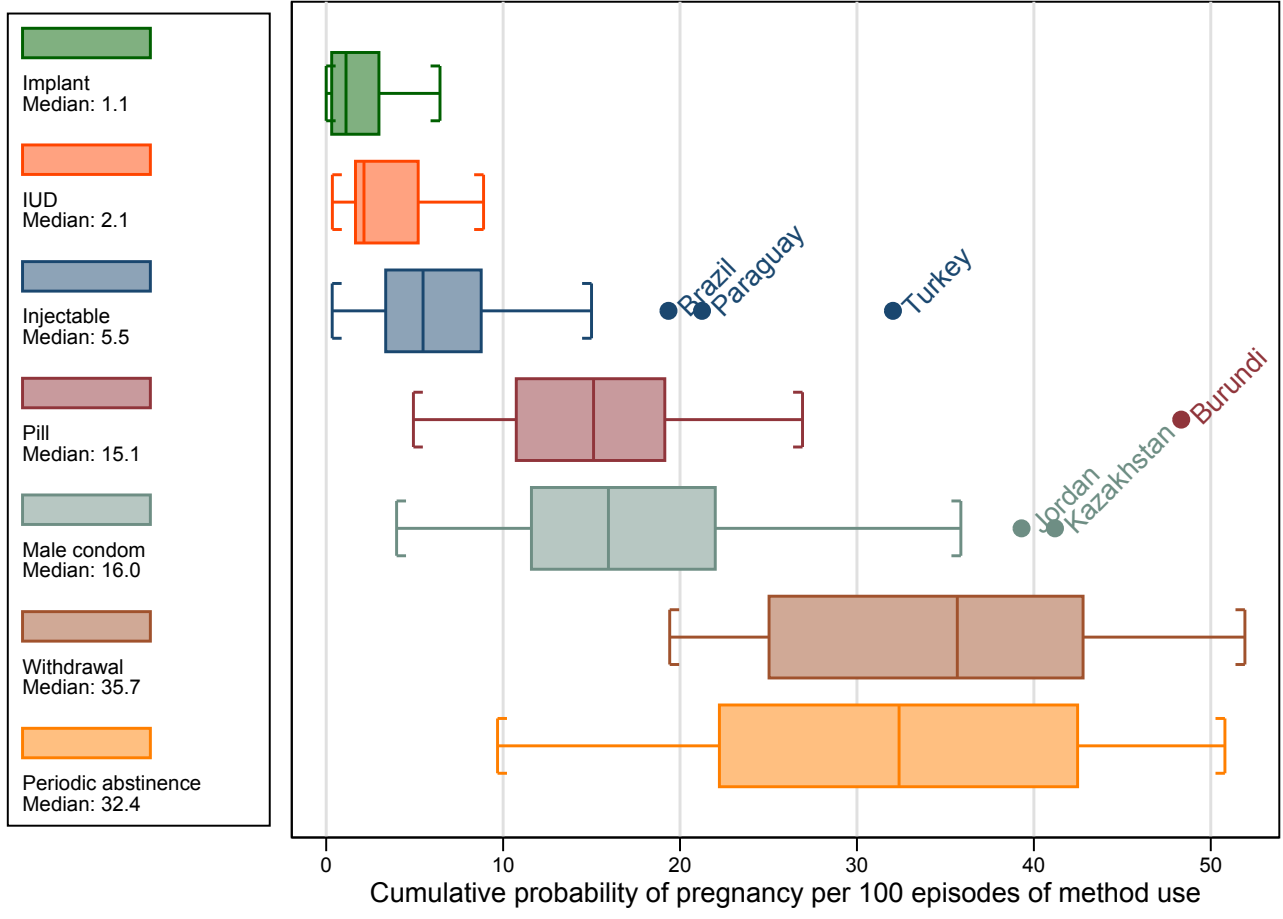 Implant
Median: 1.1
IUD
Median: 2.1
Injectable
Median: 5.5
Pill
Median: 15.1
Male condom
Median: 16.0
Withdrawal
Median: 35.7
Periodic abstinence
Median: 32.4
Brazil
Paraguay
Turkey
Burundi
Jordan
Kazakhstan
0 10 20 30 40 50
Cumulative probability of pregnancy per 100 episodes of method use